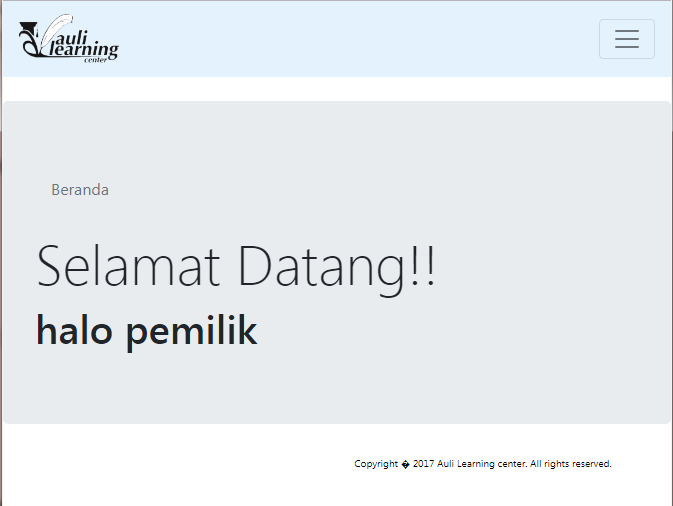 auli
learning
center
Beranda
Selamat Datang!!
halo pemilik
Copyright � 2017 Auli Learning center. All rights reserved.